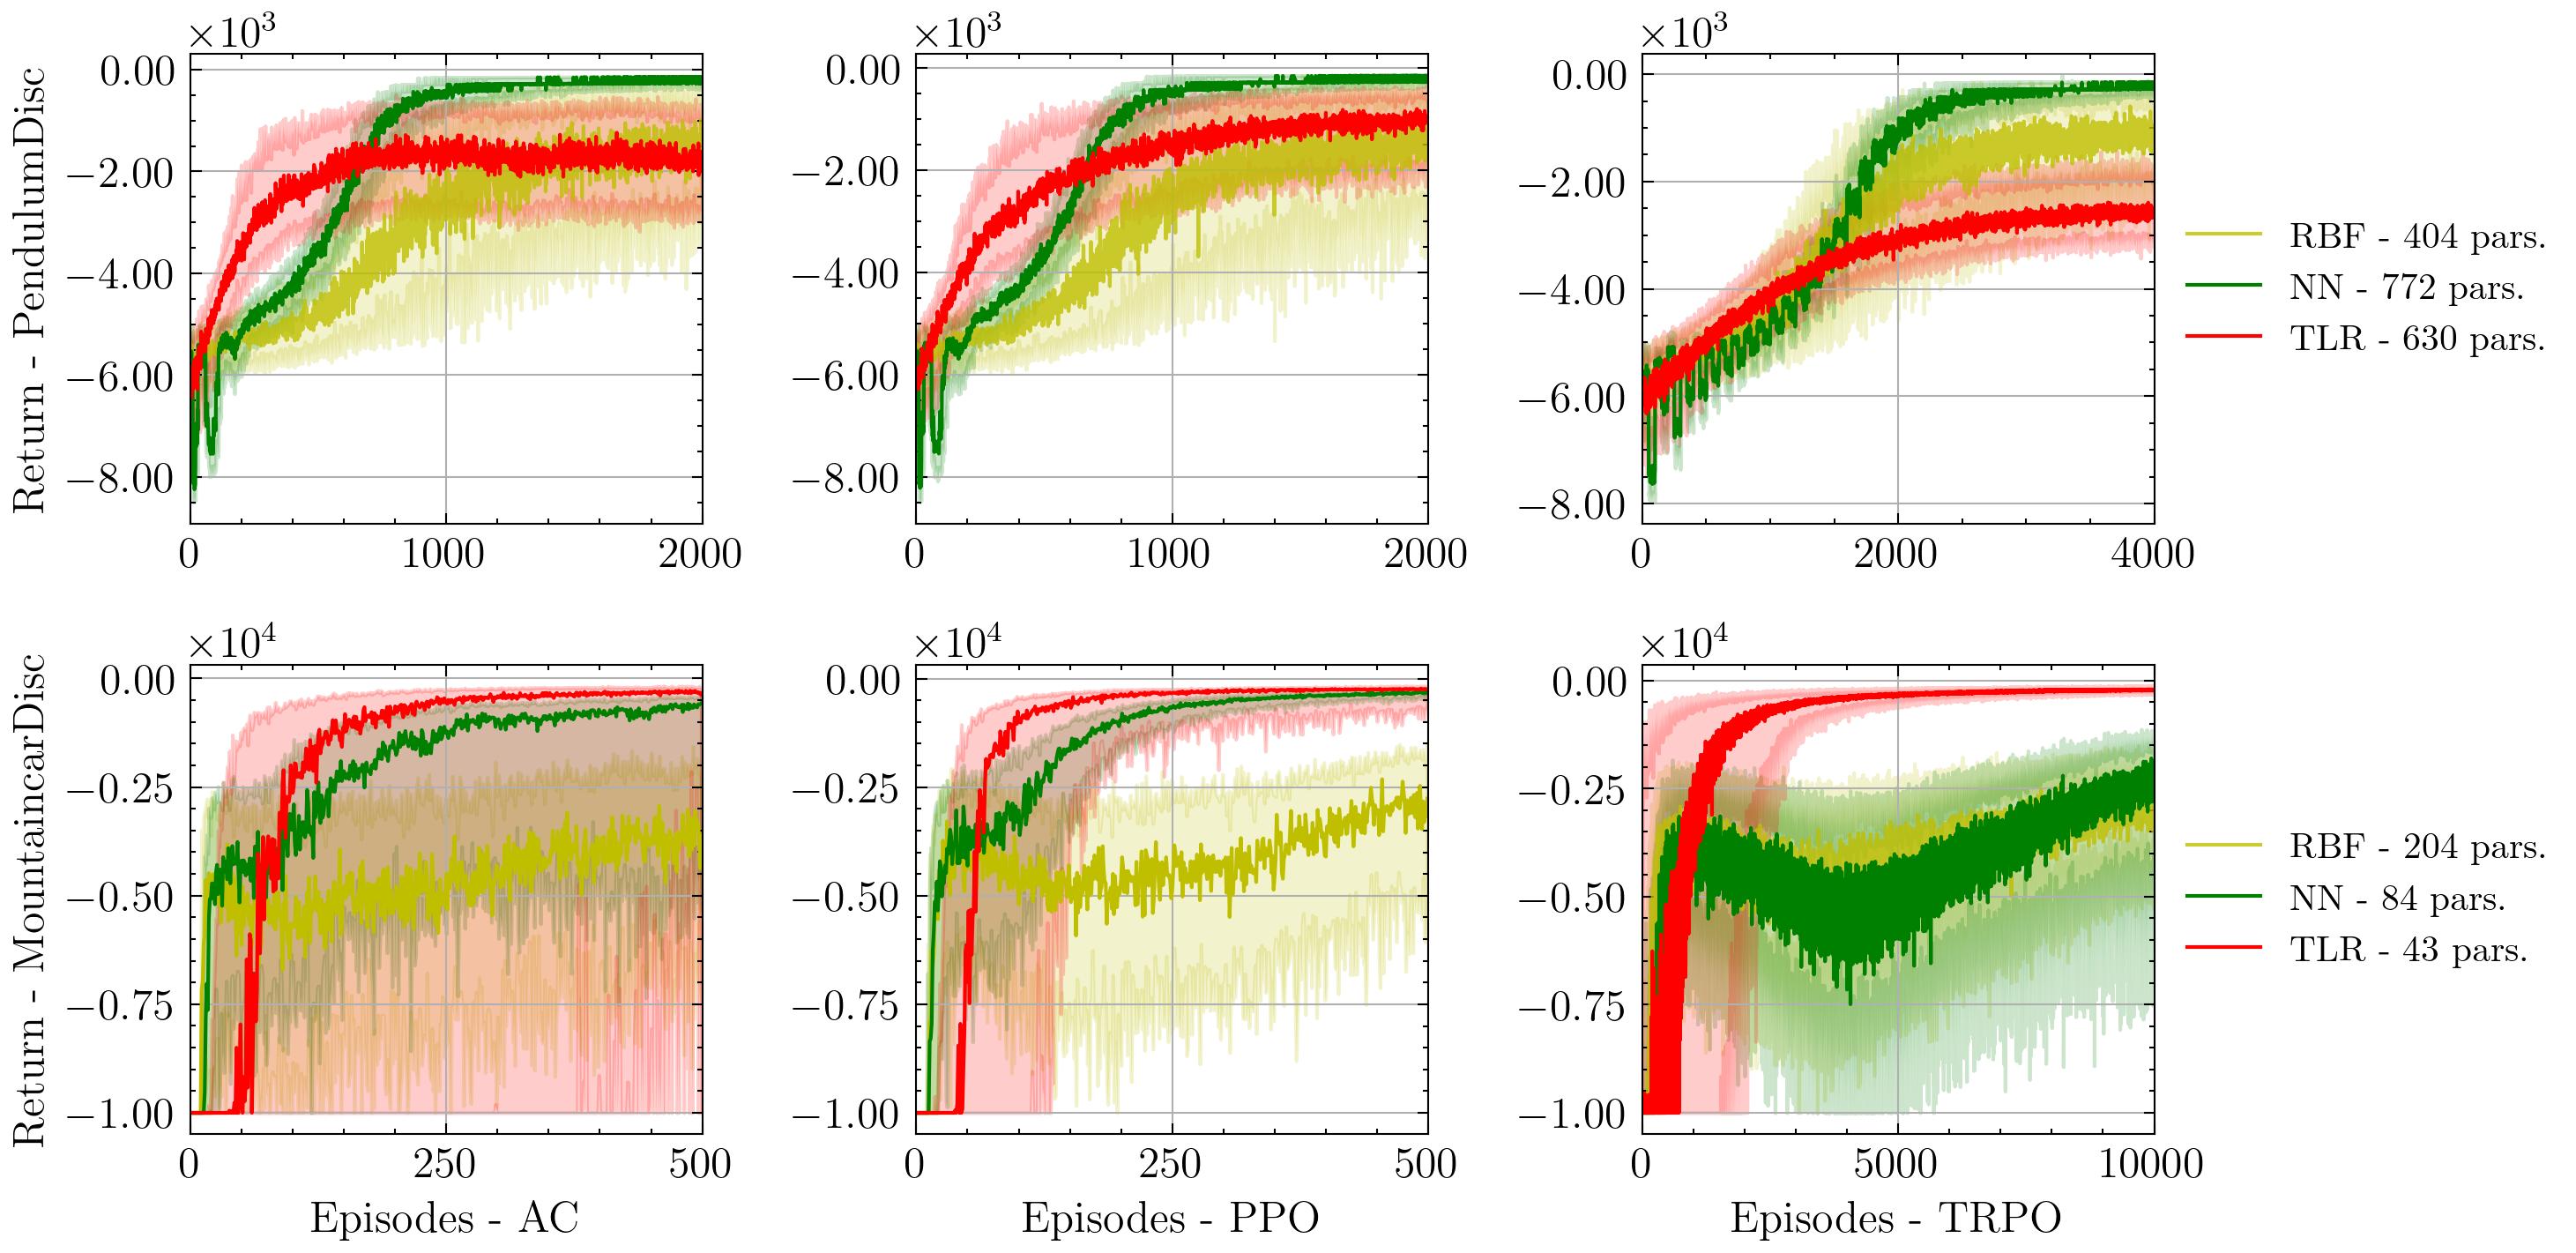 ×10³ ×10³ ×10³
Return - PendulumDisc
0.00
−2.00
−4.00
−6.00
−8.00
0 1000 2000
0.00
−2.00
−4.00
−6.00
−8.00
0 1000 2000
0.00
−2.00
−4.00
−6.00
−8.00
0 2000 4000
RBF - 404 pars.
NN - 772 pars.
TLR - 630 pars.
×10⁴ ×10⁴ ×10⁴
Return - MountaincarDisc
0.00
−0.25
−0.50
−0.75
−1.00
0 250 500
Episodes - AC
0.00
−0.25
−0.50
−0.75
−1.00
0 250 500
Episodes - PPO
0.00
−0.25
−0.50
−0.75
−1.00
0 5000 10000
Episodes - TRPO
RBF - 204 pars.
NN - 84 pars.
TLR - 43 pars.